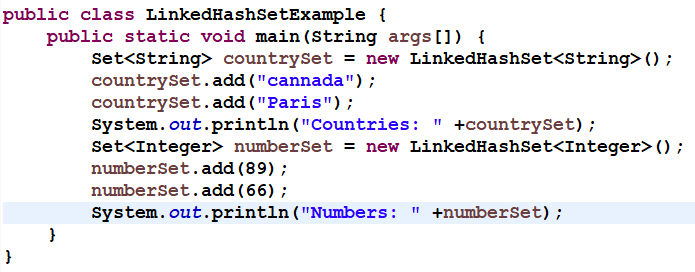 public class LinkedHashSetExample {
public static void main(String args[]) {
Set<String> countrySet = new LinkedHashSet<String>();
countrySet.add("cannada");
countrySet.add("Paris");
System.out.println("Countries: " +countrySet);
Set<Integer> numberSet = new LinkedHashSet<Integer>();
numberSet.add(89);
numberSet.add(66);
System.out.println("Numbers: " +numberSet);
}
}